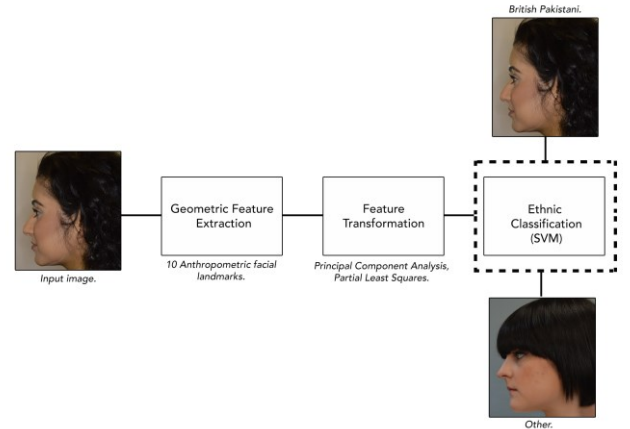 British Pakistani.
Input image.
Geometric Feature
Extraction
10 Anthropometric facial
landmarks.
Feature
Transformation
Principal Component Analysis,
Partial Least Squares.
Ethnic
Classification
(SVM)
Other.